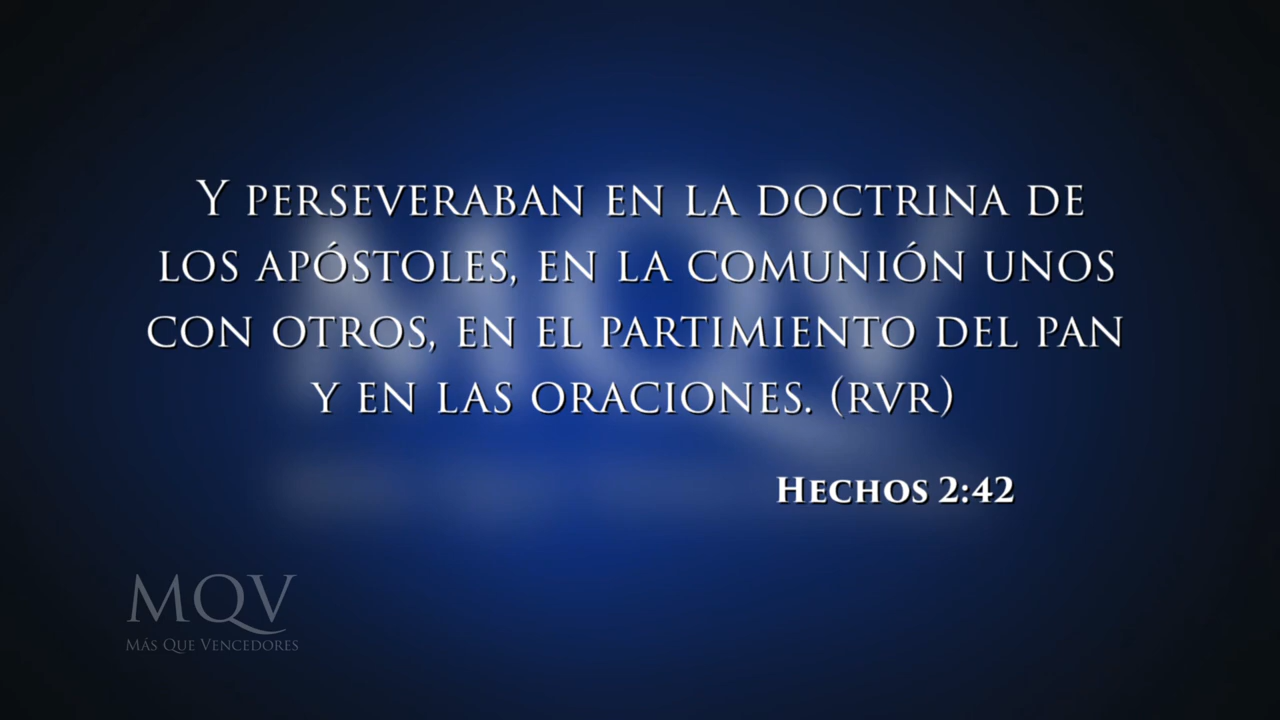 Y PERSEVERABAN EN LA DOCTRINA DE
LOS APÓSTOLES, EN LA COMUNIÓN UNOS
CON OTROS, EN EL PARTIMIENTO DEL PAN
Y EN LAS ORACIONES. (RVR)
HECHOS 2:42
MQV
MÁS QUE VENCEDORES